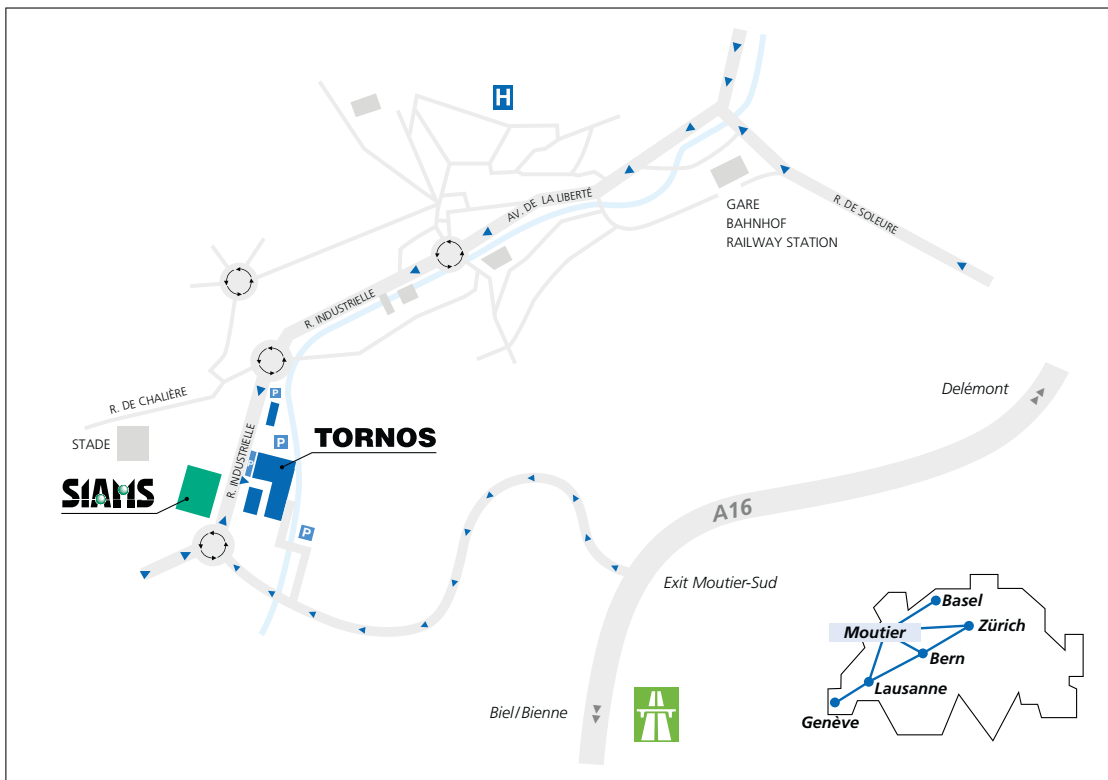 H
AV. DE LA LIBERTÉ
GARE
BAHNHOF
RAILWAY STATION
R. DE SOLEURE
R. INDUSTRIELLE
R. DE CHALIÈRE
P
Delémont
STADE
R. INDUSTRIELLE
P
TORNOS
P
SIAMS
A16
P
Exit Moutier-Sud
Basel
Moutier
Zürich
Bern
Lausanne
Genève
Biel/Bienne